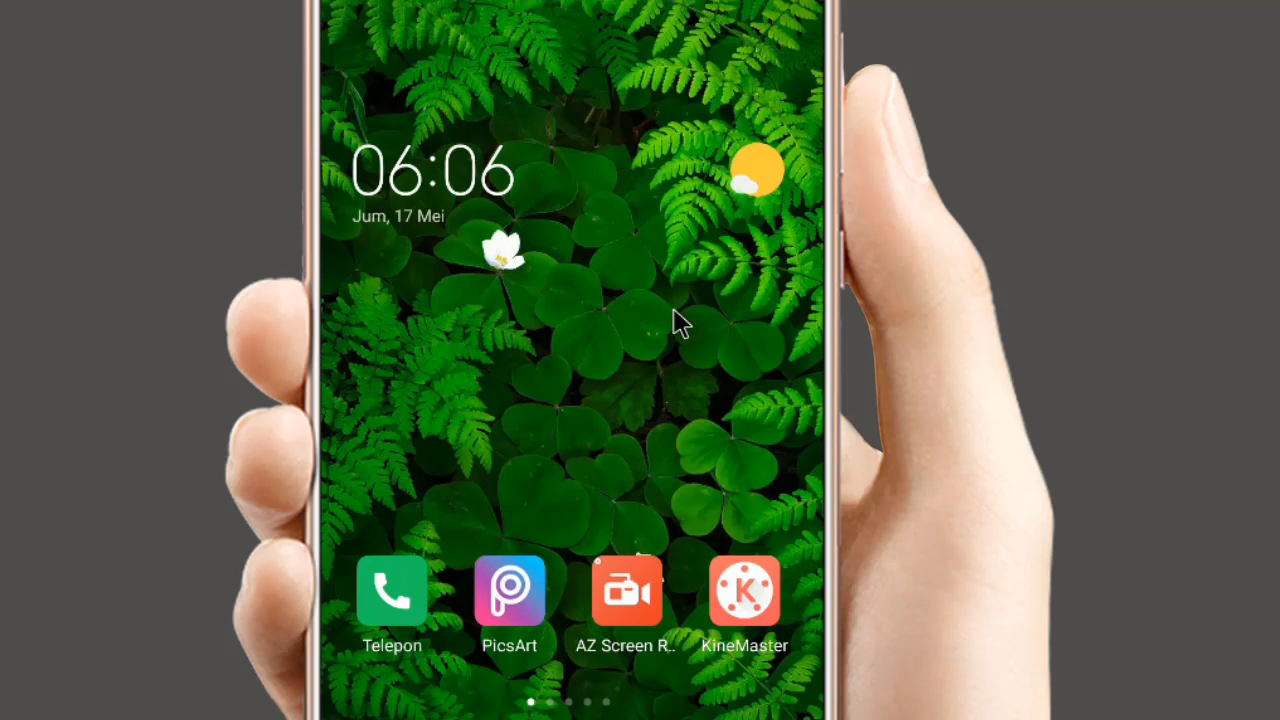 06:06
Jum, 17 Mei
Telepon
PicsArt
AZ Screen R..
K
KineMaster